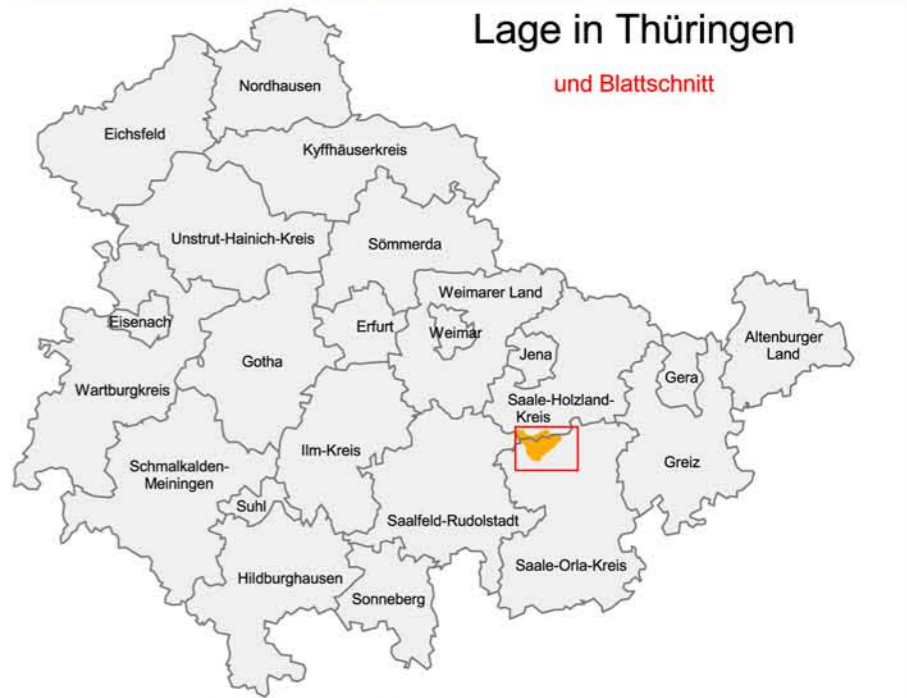 Lage in Thüringen
und Blattschnitt
Nordhausen
Eichsfeld
Kyffhäuserkreis
Unstrut-Hainich-Kreis
Sömmerda
Weimarer Land
Eisenach
Erfurt
Weimar
Altenburger
Land
Jena
Gotha
Gera
Wartburgkreis
Saale-Holzland-
Kreis
Ilm-Kreis
Greiz
Schmalkalden-
Meiningen
Suhl
Saalfeld-Rudolstadt
Saale-Orla-Kreis
Hildburghausen
Sonneberg